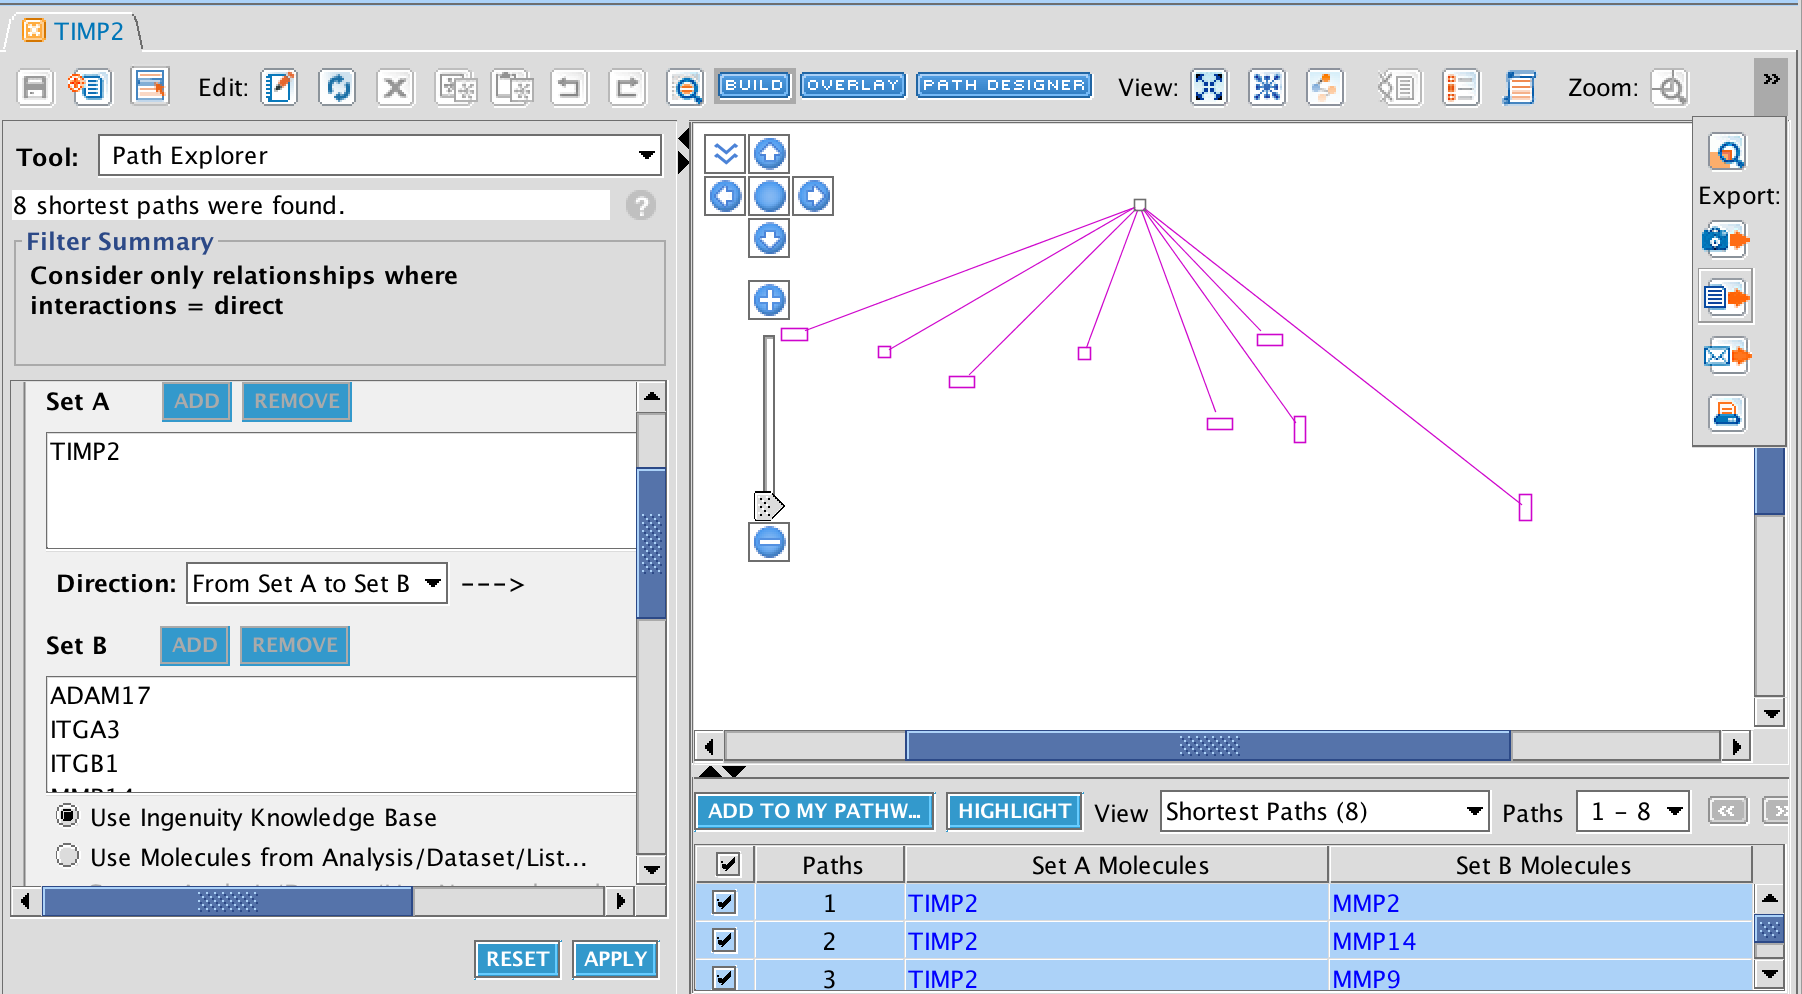 TIMP2
Edit:
BUILD
OVERLAY
PATH DESIGNER
View:
Zoom:
»
Tool:
Path Explorer
8 shortest paths were found.
?
Filter Summary
Consider only relationships where
interactions = direct
Set A
ADD
REMOVE
TIMP2
Direction:
From Set A to Set B
--->
Set B
ADD
REMOVE
ADAM17
ITGA3
ITGB1
Use Ingenuity Knowledge Base
Use Molecules from Analysis/Dataset/List...
RESET
APPLY
Export:
ADD TO MY PATHW...
HIGHLIGHT
View
Shortest Paths (8)
Paths
1 - 8
Paths Set A Molecules Set B Molecules
1 TIMP2 MMP2
2 TIMP2 MMP14
3 TIMP2 MMP9